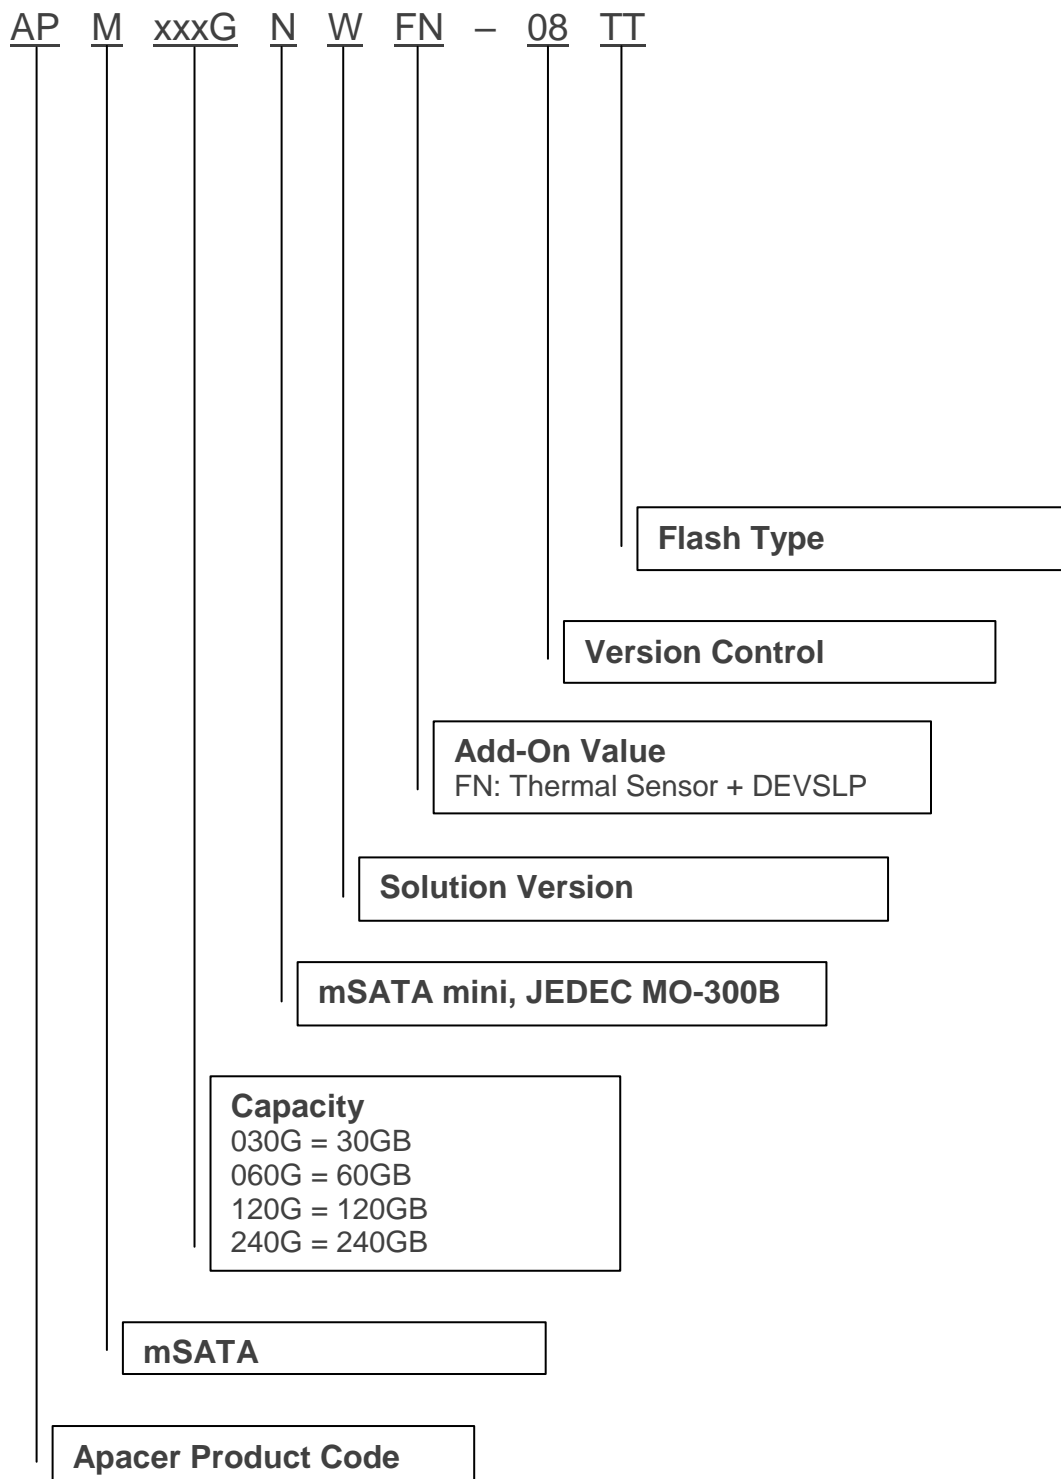 AP M xxxG N W FN – 08 TT
Flash Type
Version Control
Add-On Value
FN: Thermal Sensor + DEVSLP
Solution Version
mSATA mini, JEDEC MO-300B
Capacity
030G = 30GB
060G = 60GB
120G = 120GB
240G = 240GB
mSATA
Apacer Product Code